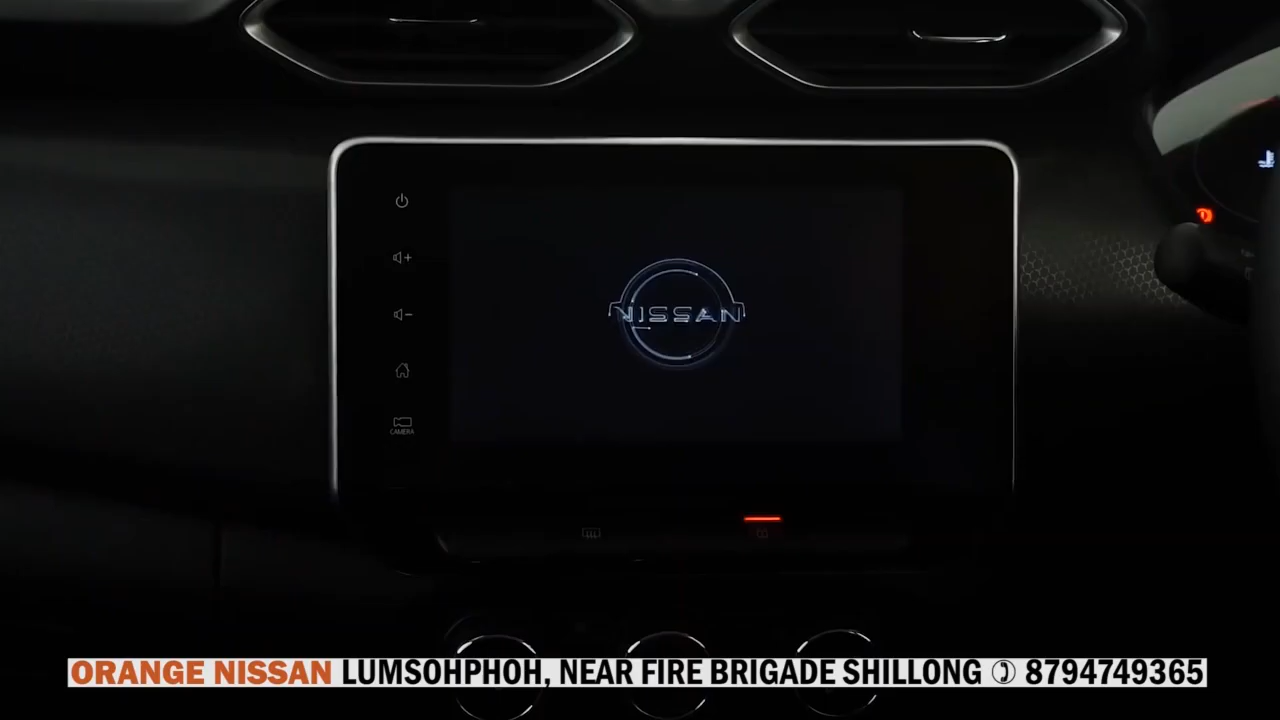 NISSAN
CAMERA
ORANGE NISSAN LUMSOHPHOH, NEAR FIRE BRIGADE SHILLONG ✆ 8794749365